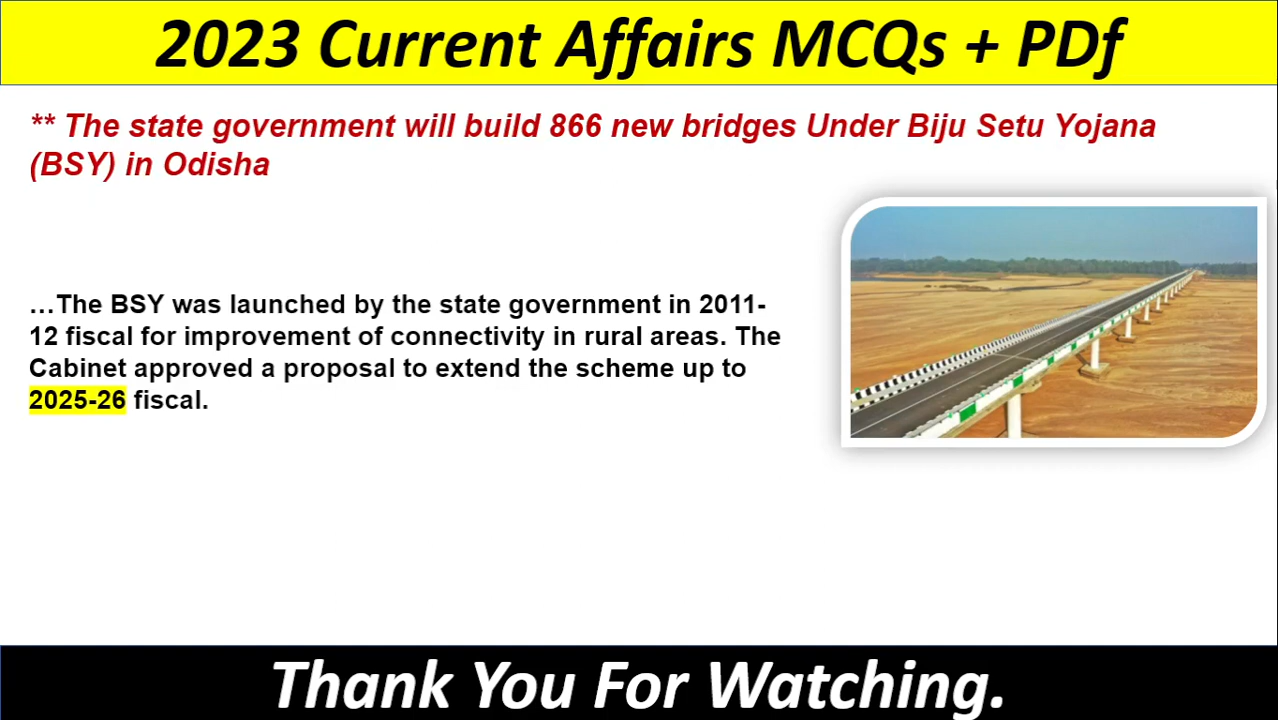 2023 Current Affairs MCQs + PDf
** The state government will build 866 new bridges Under Biju Setu Yojana
(BSY) in Odisha
…The BSY was launched by the state government in 2011-
12 fiscal for improvement of connectivity in rural areas. The
Cabinet approved a proposal to extend the scheme up to
2025-26 fiscal.
Thank You For Watching.